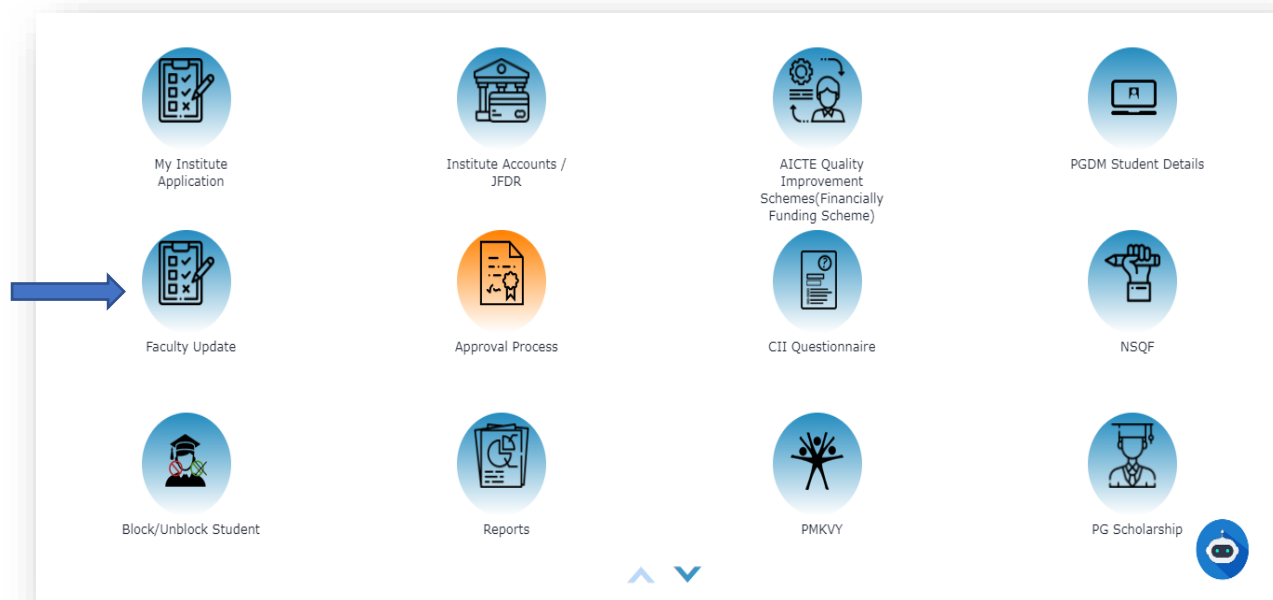 My Institute
Application
Institute Accounts /
JFDR
AICTE Quality
Improvement
Schemes(Financially
Funding Scheme)
PGDM Student Details
Faculty Update
Approval Process
CII Questionnaire
NSQF
Block/Unblock Student
Reports
PMKVY
PG Scholarship